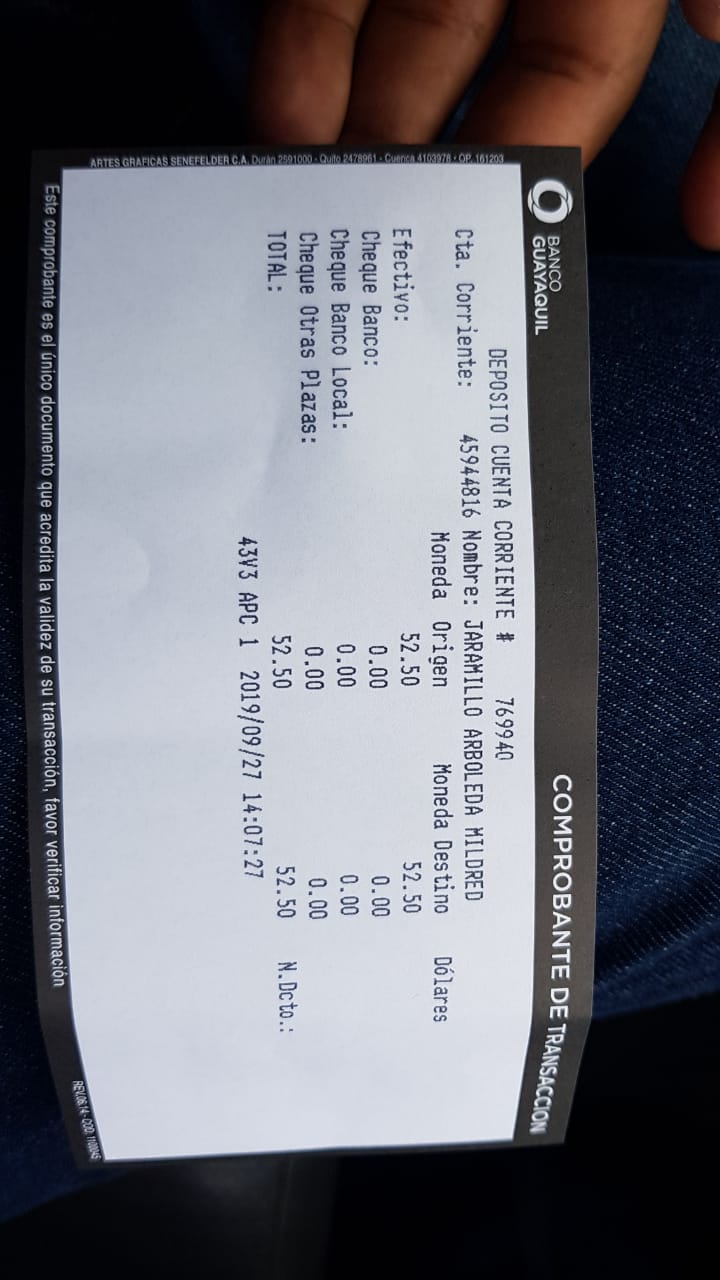 BANCO
GUAYAQUIL
COMPROBANTE DE TRANSACCION
DEPOSITO CUENTA CORRIENTE # 769940
Cta. Corriente: 45944816 Nombre: JARAMILLO ARBOLEDA MILDRED
Moneda Origen Moneda Destino Dólares
Efectivo: 52.50 52.50
Cheque Banco: 0.00 0.00
Cheque Banco Local: 0.00 0.00
Cheque Otras Plazas: 0.00 0.00
TOTAL: 52.50 52.50 N.Dcto.:
43V3 APC 1 2019/09/27 14:07:27
ARTES GRAFICAS SENEFELDER C.A. Durán 2591000 - Quito 2478961 - Cuenca 4103978 - OP. 161203
REV.06.14 - COD. 1100045
Este comprobante es el único documento que acredita la validez de su transacción, favor verificar información